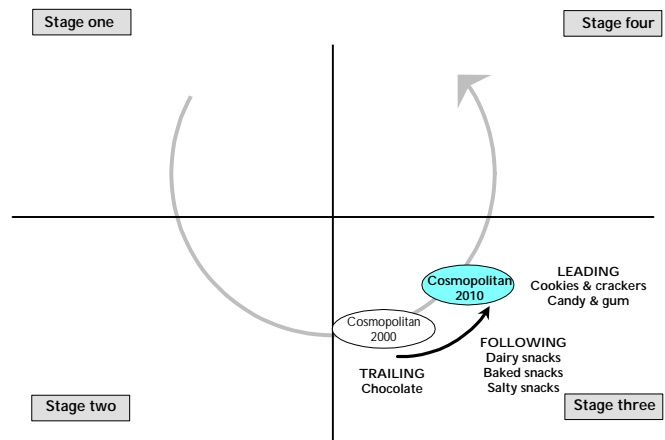 Stage one
Stage four
Cosmopolitan
2010
LEADING
Cookies & crackers
Candy & gum
Cosmopolitan
2000
FOLLOWING
Dairy snacks
Baked snacks
Salty snacks
TRAILING
Chocolate
Stage two
Stage three